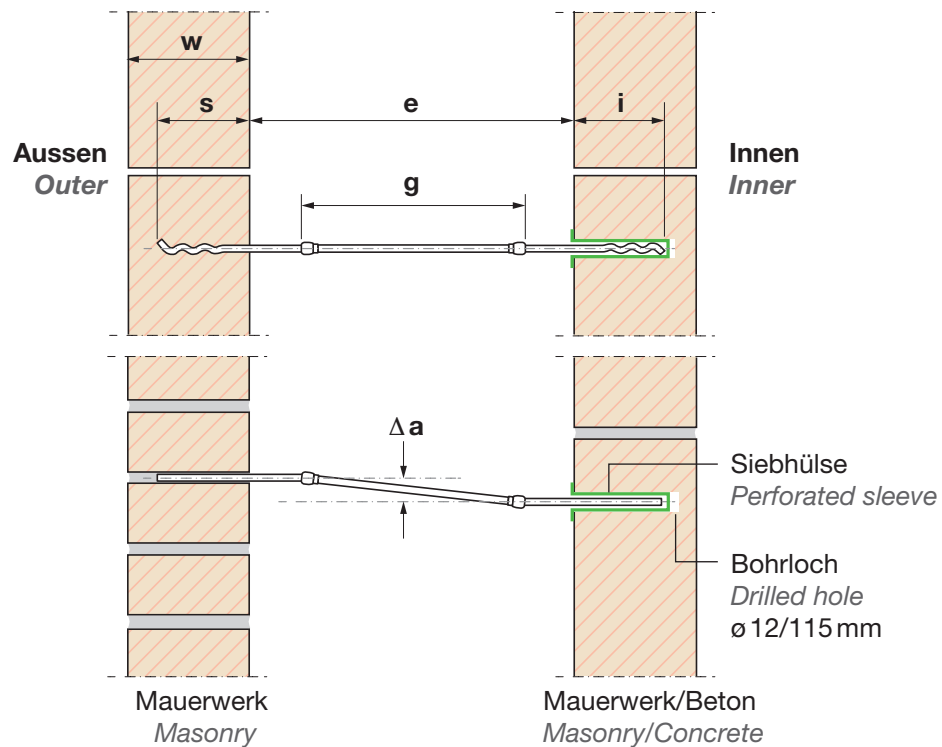 w
s
e
i
Aussen
Outer
Innen
Inner
g
Δa
Siebhülse
Perforated sleeve
Bohrloch
Drilled hole
ø 12/115 mm
Mauerwerk
Masonry
Mauerwerk/Beton
Masonry/Concrete